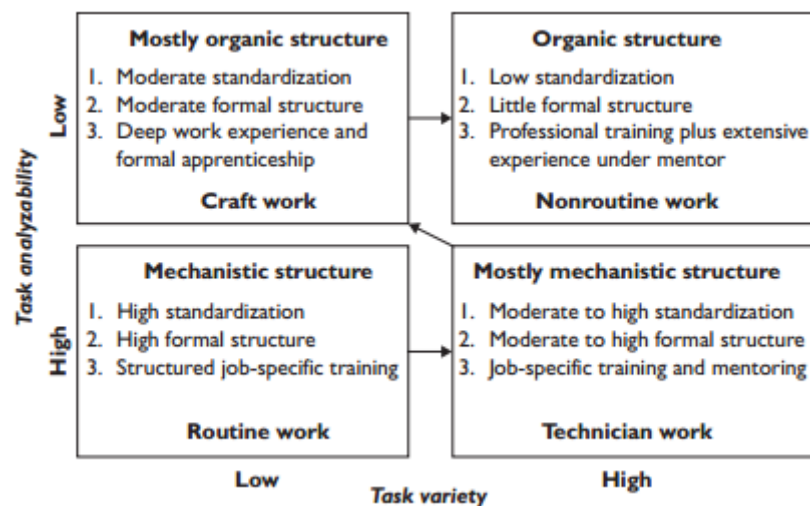 Mostly organic structure
1. Moderate standardization
2. Moderate formal structure
3. Deep work experience and
formal apprenticeship
Craft work
Organic structure
1. Low standardization
2. Little formal structure
3. Professional training plus extensive
experience under mentor
Nonroutine work
Mechanistic structure
1. High standardization
2. High formal structure
3. Structured job-specific training
Routine work
Mostly mechanistic structure
1. Moderate to high standardization
2. Moderate to high formal structure
3. Job-specific training and mentoring
Technician work
Task analyzability
Low
High
Low
High
Task variety